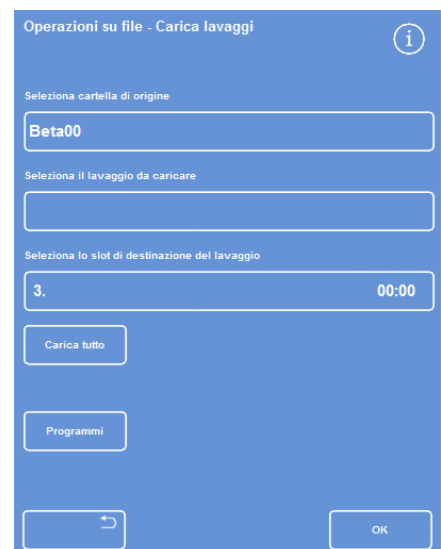 Operazioni su file - Carica lavaggi
i
Seleziona cartella di origine
Beta00
Seleziona il lavaggio da caricare
Seleziona lo slot di destinazione del lavaggio
3. 00:00
Carica tutto
Programmi
OK